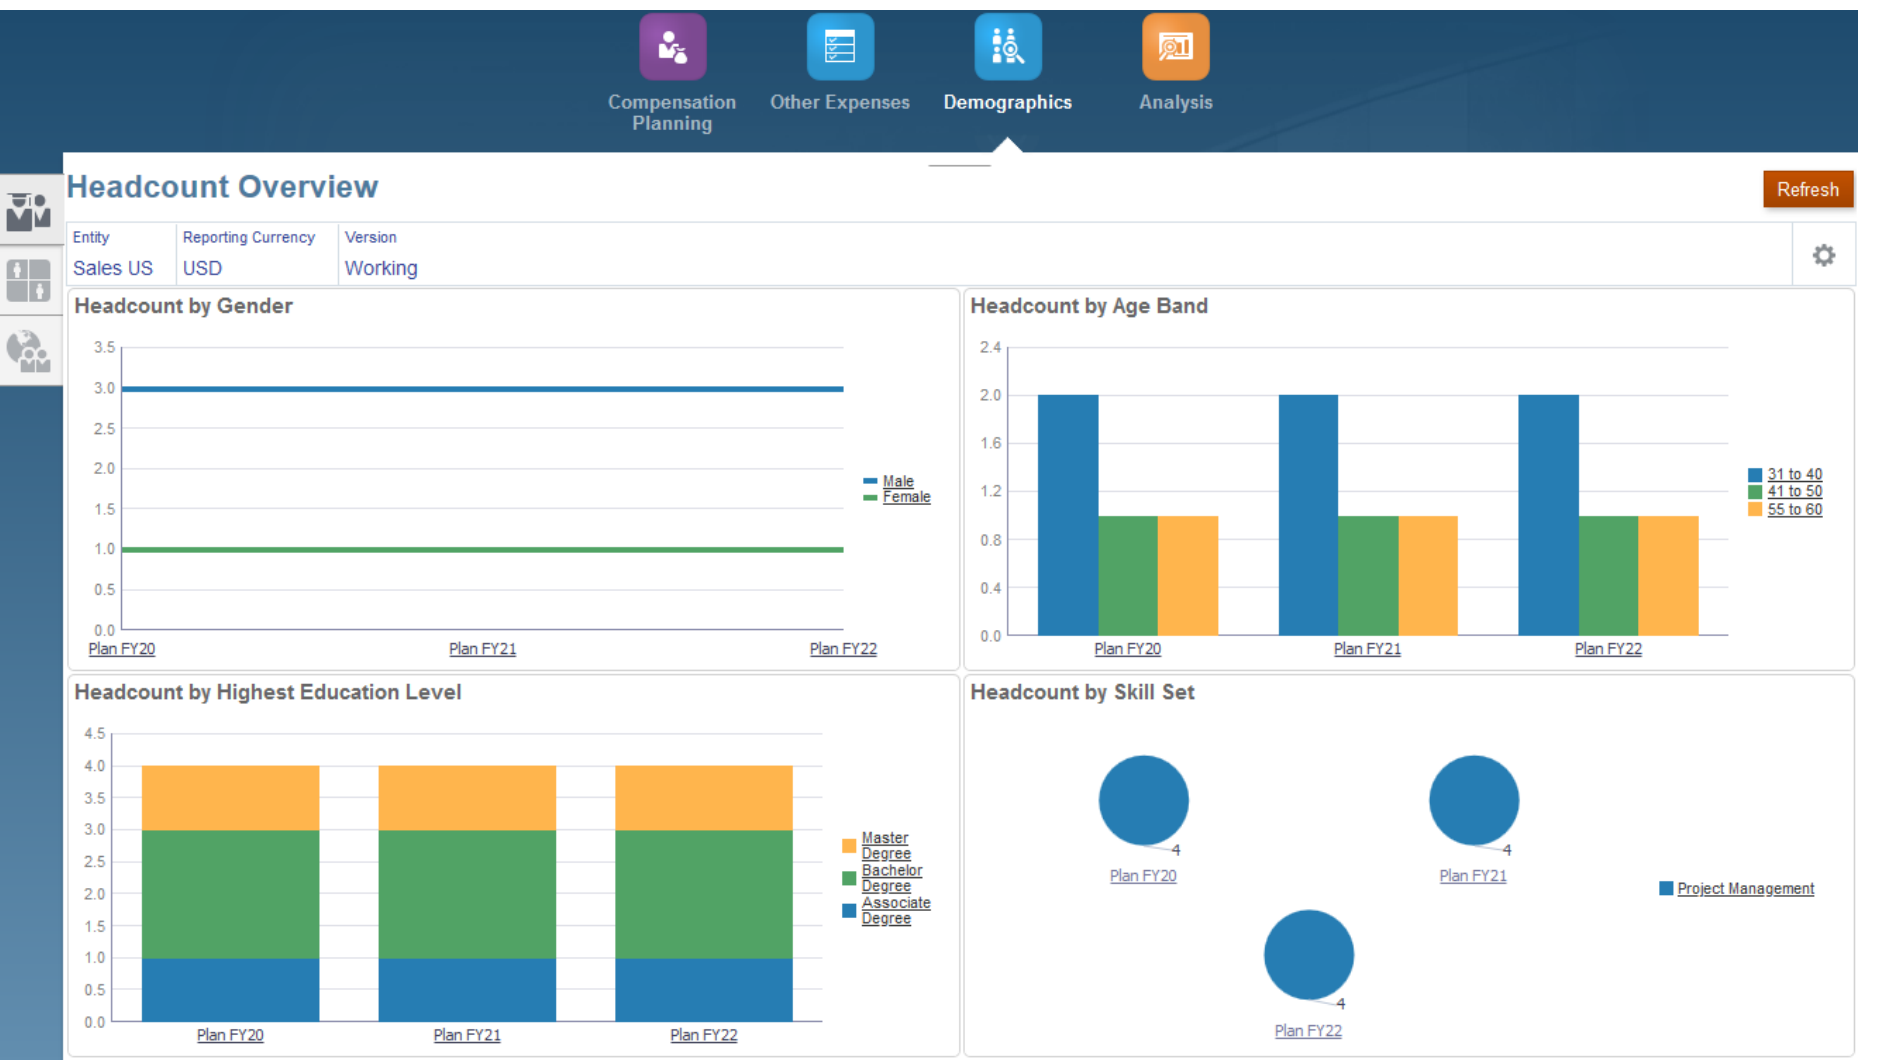 Compensation
Planning
Other Expenses
Demographics
Analysis
Headcount Overview
Refresh
Entity
Reporting Currency
Version
Sales US
USD
Working
Headcount by Gender
3.5
3.0
2.5
2.0
1.5
1.0
0.5
0.0
Plan FY20
Plan FY21
Plan FY22
Male
Female
Headcount by Age Band
2.4
2.0
1.6
1.2
0.8
0.4
0.0
Plan FY20
Plan FY21
Plan FY22
31 to 40
41 to 50
55 to 60
Headcount by Highest Education Level
4.5
4.0
3.5
3.0
2.5
2.0
1.5
1.0
0.5
0.0
Plan FY20
Plan FY21
Plan FY22
Master
Degree
Bachelor
Degree
Associate
Degree
Headcount by Skill Set
4
Plan FY20
4
Plan FY21
4
Plan FY22
Project Management